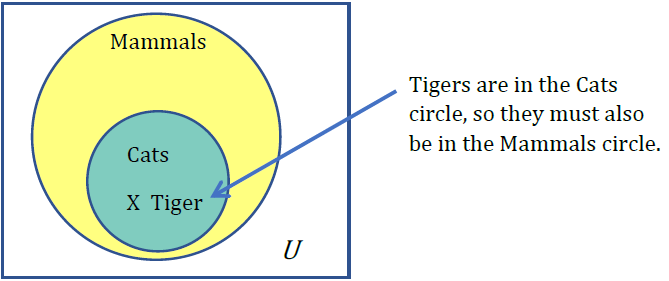 Mammals
Cats
X Tiger
U
Tigers are in the Cats
circle, so they must also
be in the Mammals circle.